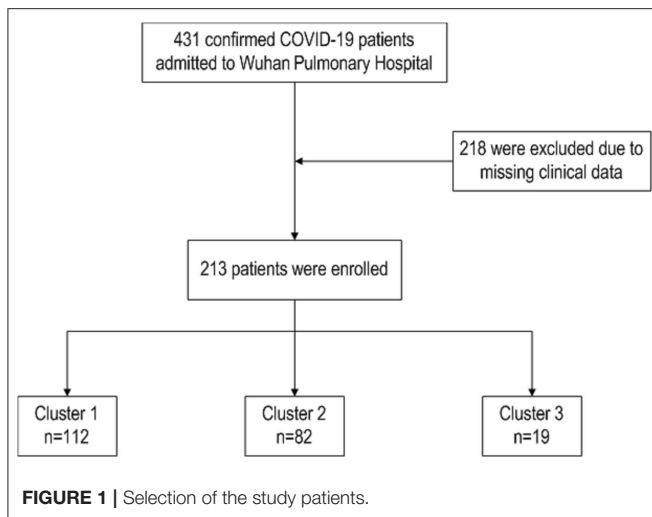 431 confirmed COVID-19 patients
admitted to Wuhan Pulmonary Hospital
218 were excluded due to
missing clinical data
213 patients were enrolled
Cluster 1
n=112
Cluster 2
n=82
Cluster 3
n=19
FIGURE 1 | Selection of the study patients.